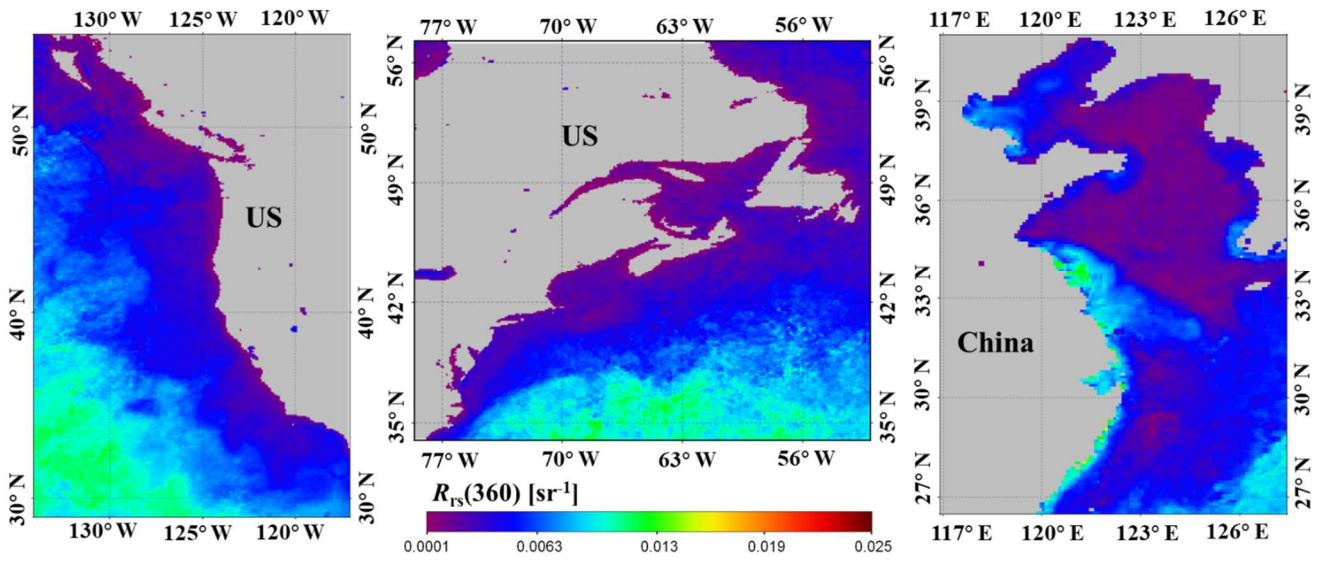 130° W 125° W 120° W
77° W 70° W 63° W 56° W
117° E 120° E 123° E 126° E
50° N 50° N
40° N 40° N
30° N 30° N
US
130° W 125° W 120° W
56° N 56° N
49° N 49° N
42° N 42° N
35° N 35° N
US
77° W 70° W 63° W 56° W
39° N 39° N
36° N 36° N
33° N 33° N
30° N 30° N
27° N 27° N
China
117° E 120° E 123° E 126° E
Rrs(360) [sr-1]
0.0001 0.0063 0.013 0.019 0.025